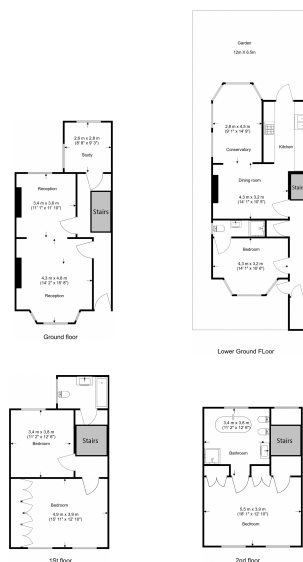 Garden
12m X 6.5m
2,6 m x 2,8 m
(8' 6" x 9' 3")
Study
Reception
3,4 m x 3,6 m
(11' 1" x 11' 10")
Stairs
4,3 m x 4,8 m
(14' 2" x 15' 8")
Reception
Ground floor
2,8 m x 4,5 m
(9' 1" x 14' 9")
Conservatory
Kitchen
Dining room
4,3 m x 3,2 m
(14' 1" x 10' 5")
Stairs
Bedroom
4,3 m x 3,2 m
(14' 1" x 10' 6")
Lower Ground FLoor
3,4 m x 3,8 m
(11' 2" x 12' 6")
Bedroom
Stairs
Bedroom
4,9 m x 3,9 m
(15' 11" x 12' 10")
1St floor
3,4 m x 3,8 m
(11' 2" x 12' 6")
Bathroom
Stairs
5,5 m x 3,9 m
(18' 1" x 12' 10")
Bedroom
2nd floor